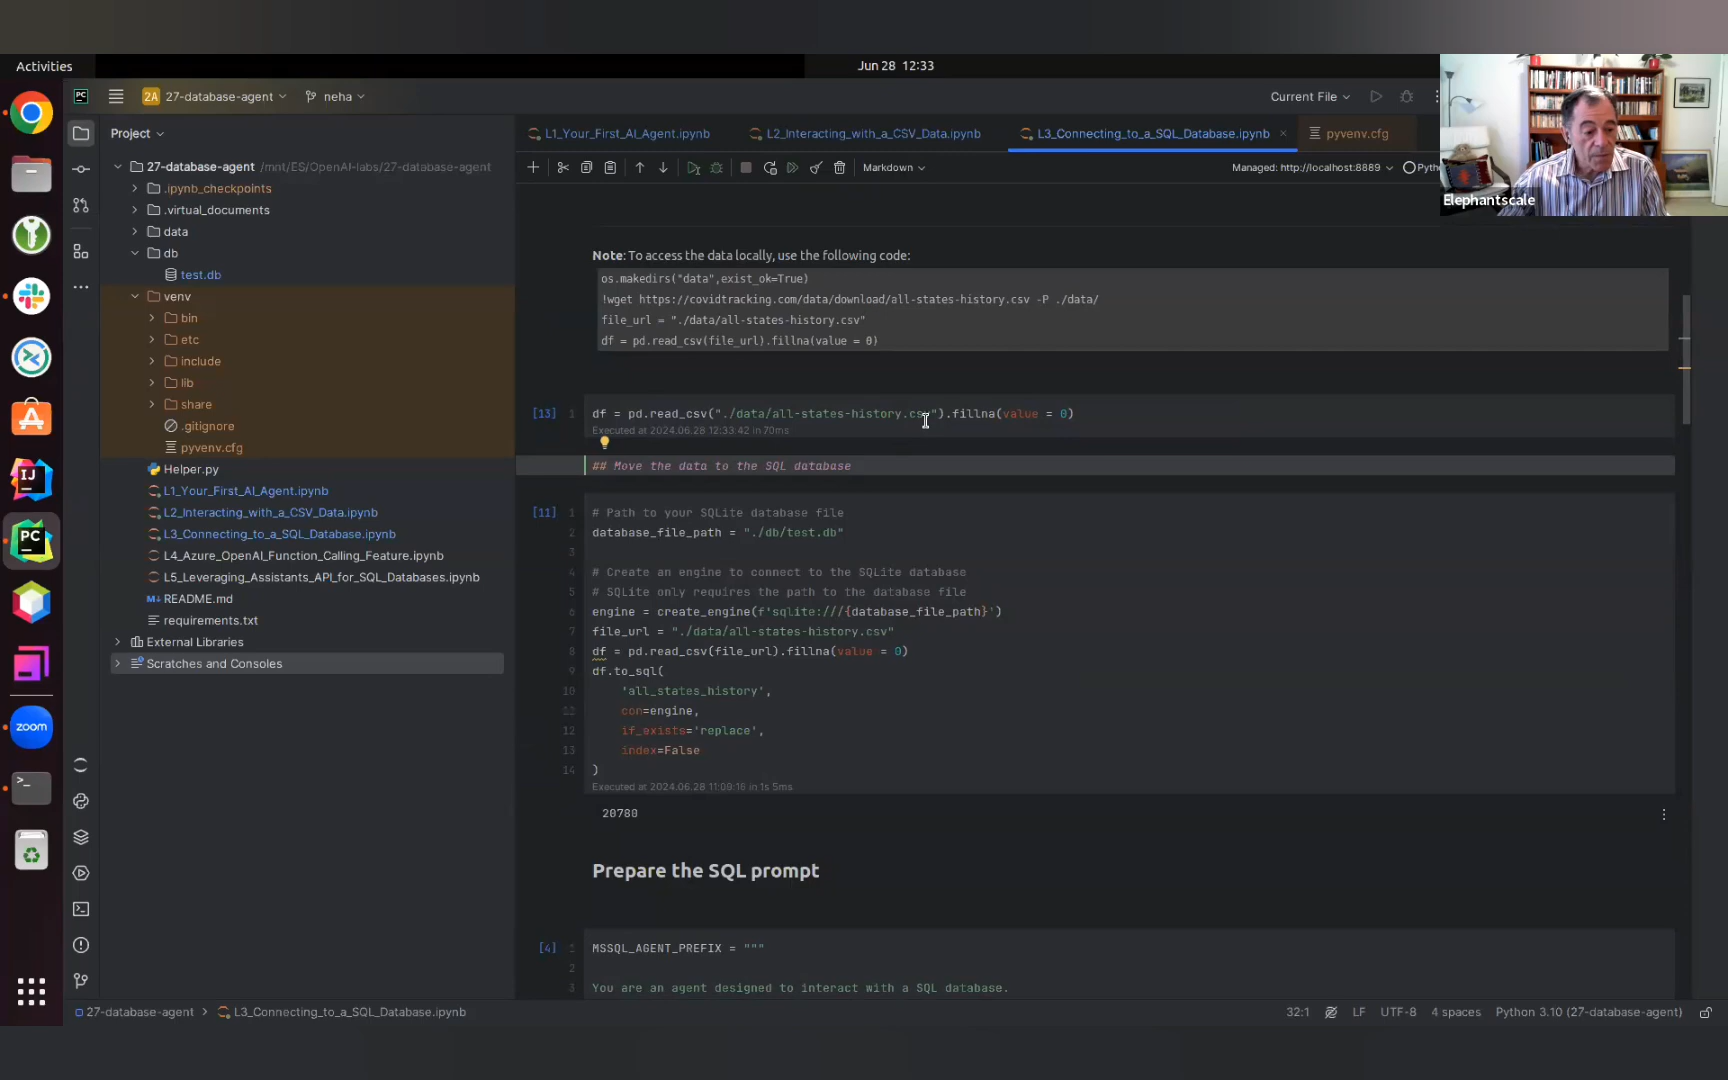 Activities
Jun 28 12:33
2A 27-database-agent
neha
Current File
Project
L1_Your_First_AI_Agent.ipynb
L2_Interacting_with_a_CSV_Data.ipynb
L3_Connecting_to_a_SQL_Database.ipynb
pyvenv.cfg
Markdown
Managed: http://localhost:8889
Pytho
Elephantscale
27-database-agent /mnt/ES/OpenAI-labs/27-database-agent
.ipynb_checkpoints
.virtual_documents
data
db
test.db
venv
bin
etc
include
lib
share
.gitignore
pyvenv.cfg
Helper.py
L1_Your_First_AI_Agent.ipynb
L2_Interacting_with_a_CSV_Data.ipynb
L3_Connecting_to_a_SQL_Database.ipynb
L4_Azure_OpenAI_Function_Calling_Feature.ipynb
L5_Leveraging_Assistants_API_for_SQL_Databases.ipynb
README.md
requirements.txt
External Libraries
Scratches and Consoles
Note: To access the data locally, use the following code:
os.makedirs("data",exist_ok=True)
!wget https://covidtracking.com/data/download/all-states-history.csv -P ./data/
file_url = "./data/all-states-history.csv"
df = pd.read_csv(file_url).fillna(value = 0)
[13] 1 df = pd.read_csv("./data/all-states-history.csv").fillna(value = 0)
Executed at 2024.06.28 12:33:42 in 70ms
## Move the data to the SQL database
[11] 1 # Path to your SQLite database file
2 database_file_path = "./db/test.db"
3
4 # Create an engine to connect to the SQLite database
5 # SQLite only requires the path to the database file
6 engine = create_engine(f'sqlite:///{database_file_path}')
7 file_url = "./data/all-states-history.csv"
8 df = pd.read_csv(file_url).fillna(value = 0)
9 df.to_sql(
10 'all_states_history',
11 con=engine,
12 if_exists='replace',
13 index=False
14 )
Executed at 2024.06.28 11:09:16 in 1s 5ms
20780
Prepare the SQL prompt
[4] 1 MSSQL_AGENT_PREFIX = """
2
3 You are an agent designed to interact with a SQL database.
PC
IJ
PC
zoom
27-database-agent > L3_Connecting_to_a_SQL_Database.ipynb
32:1 LF UTF-8 4 spaces Python 3.10 (27-database-agent)